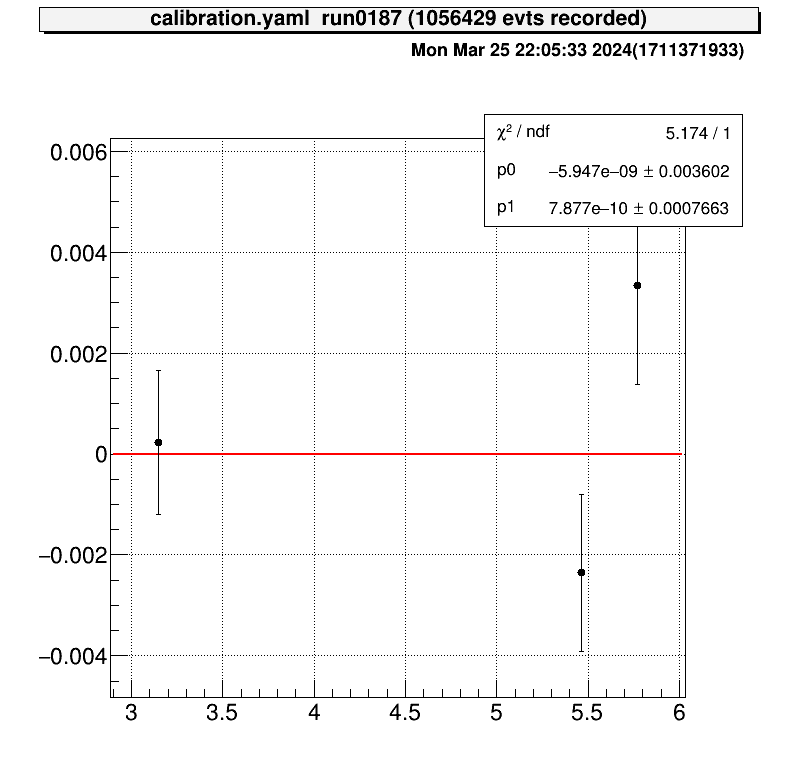 calibration.yaml run0187 (1056429 evts recorded)
Mon Mar 25 22:05:33 2024(1711371933)
χ² / ndf 5.174 / 1
p0 −5.947e−09 ± 0.003602
p1 7.877e−10 ± 0.0007663
0.006
0.004
0.002
0
−0.002
−0.004
3 3.5 4 4.5 5 5.5 6